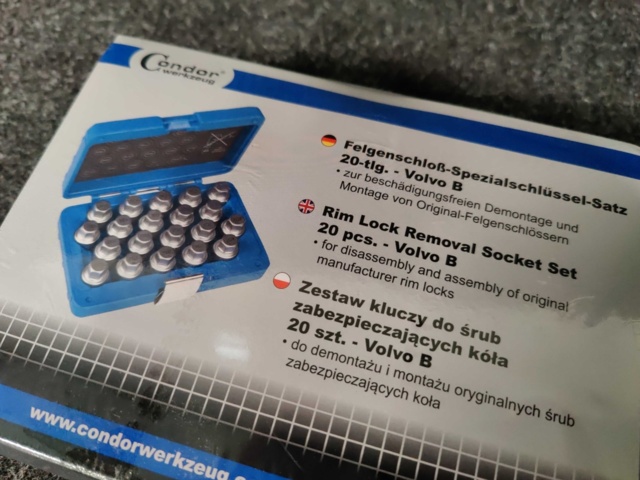 Condor®
werkzeug
Felgenschloß-Spezialschlüssel-Satz
20-tlg. - Volvo B
• zur beschädigungsfreien Demontage und
Montage von Original-Felgenschlössern
Rim Lock Removal Socket Set
20 pcs. - Volvo B
• for disassembly and assembly of original
manufacturer rim locks
Zestaw kluczy do śrub
zabezpieczających kóła
20 szt. - Volvo B
• do demontażu i montażu oryginalnych śrub
zabezpieczających koła
www.condorwerkzeug